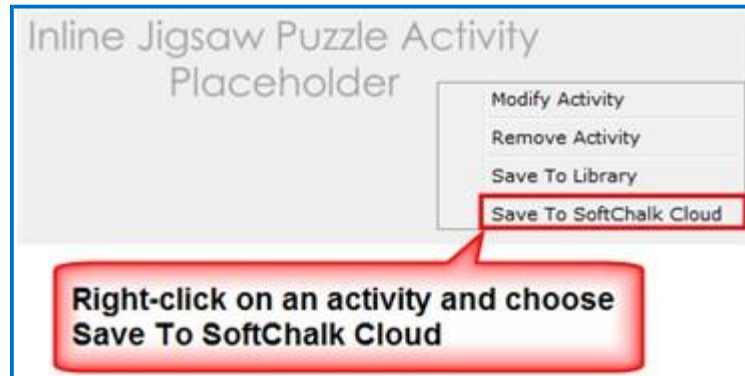 Inline Jigsaw Puzzle Activity
Placeholder
Modify Activity
Remove Activity
Save To Library
Save To SoftChalk Cloud
Right-click on an activity and choose
Save To SoftChalk Cloud